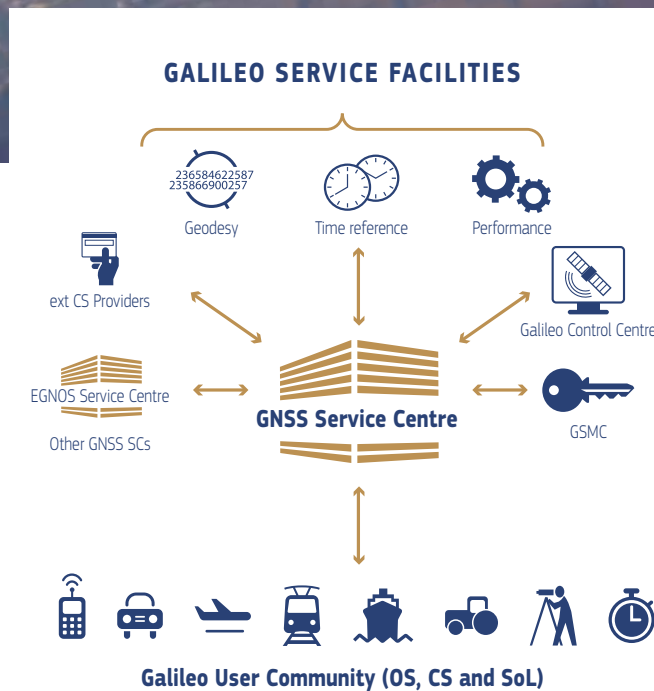 GALILEO SERVICE FACILITIES
236584622587
235866900257
Geodesy
Time reference
Performance
ext CS Providers
Galileo Control Centre
EGNOS Service Centre
Other GNSS SCs
GNSS Service Centre
GSMC
Galileo User Community (OS, CS and SoL)